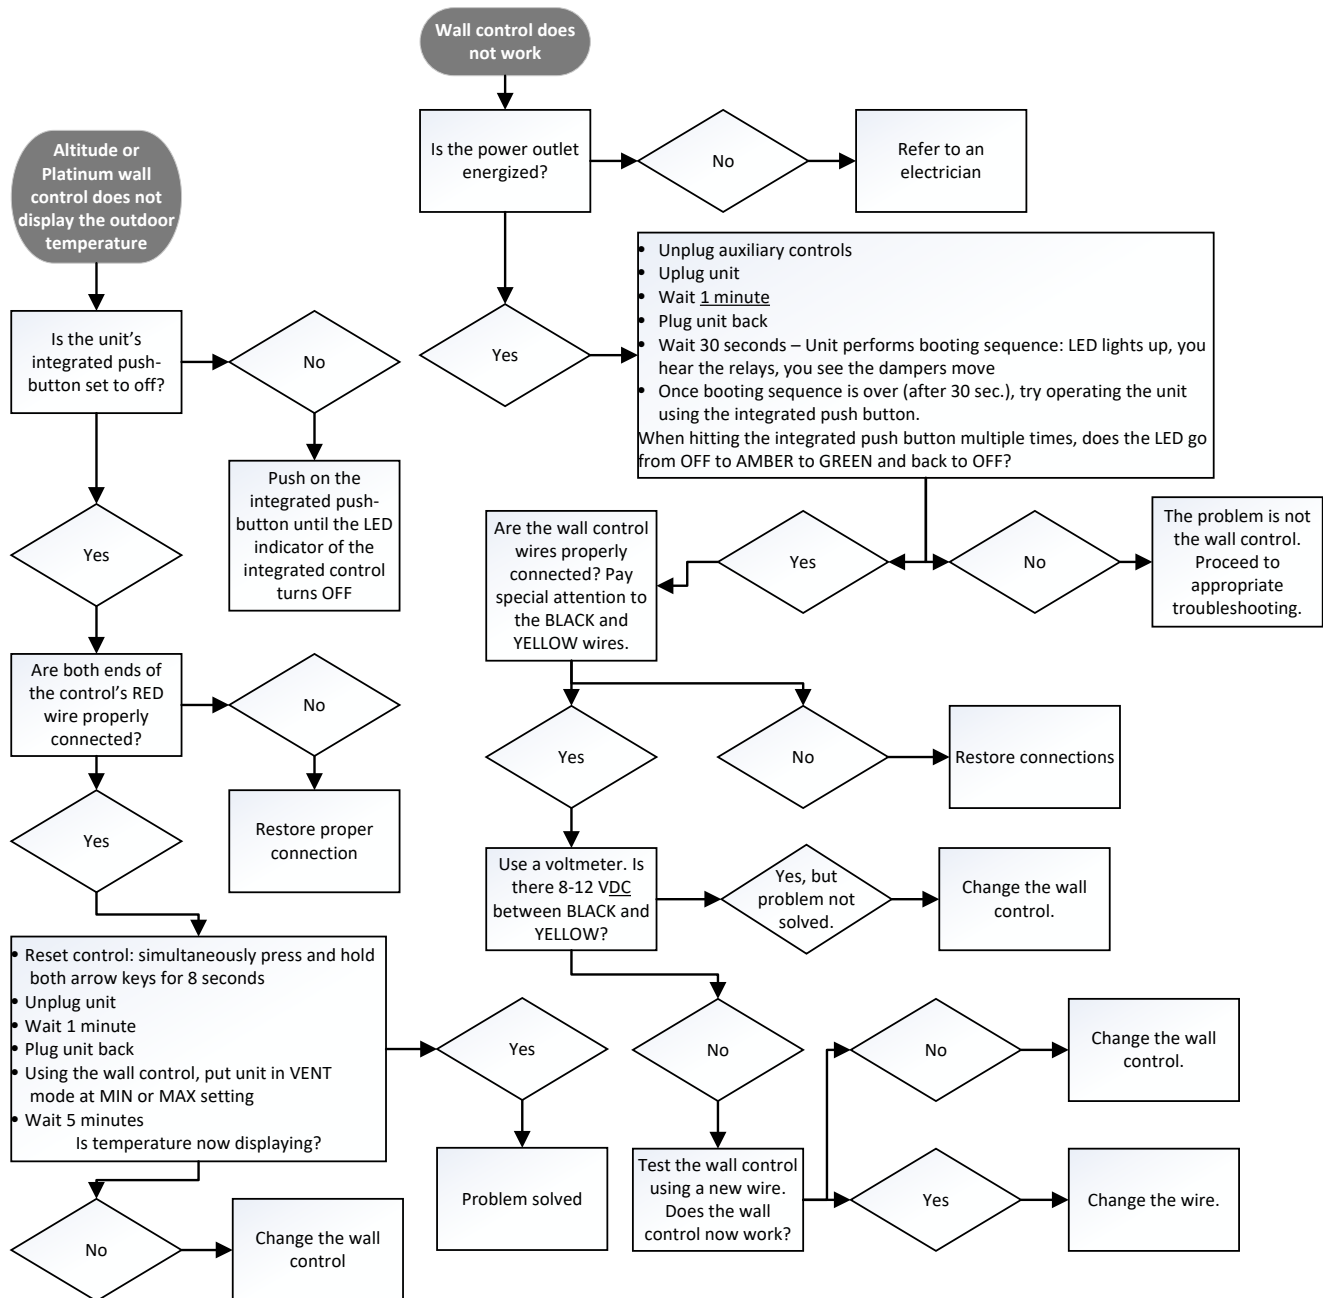 Wall control does
not work
Is the power outlet
energized?
No
Refer to an
electrician
Yes
• Unplug auxiliary controls
• Uplug unit
• Wait 1 minute
• Plug unit back
• Wait 30 seconds – Unit performs booting sequence: LED lights up, you
hear the relays, you see the dampers move
• Once booting sequence is over (after 30 sec.), try operating the unit
using the integrated push button.
When hitting the integrated push button multiple times, does the LED go
from OFF to AMBER to GREEN and back to OFF?
Yes
No
The problem is not
the wall control.
Proceed to
appropriate
troubleshooting.
Are the wall control
wires properly
connected? Pay
special attention to
the BLACK and
YELLOW wires.
Yes
No
Restore connections
Use a voltmeter. Is
there 8-12 VDC
between BLACK and
YELLOW?
Yes, but
problem not
solved.
Change the wall
control.
No
Test the wall control
using a new wire.
Does the wall
control now work?
No
Change the wall
control.
Yes
Change the wire.
Altitude or
Platinum wall
control does not
display the outdoor
temperature
Is the unit's
integrated push-
button set to off?
No
Push on the
integrated push-
button until the LED
indicator of the
integrated control
turns OFF
Yes
Are both ends of
the control's RED
wire properly
connected?
No
Restore proper
connection
Yes
• Reset control: simultaneously press and hold
both arrow keys for 8 seconds
• Unplug unit
• Wait 1 minute
• Plug unit back
• Using the wall control, put unit in VENT
mode at MIN or MAX setting
• Wait 5 minutes
Is temperature now displaying?
Yes
Problem solved
No
Change the wall
control